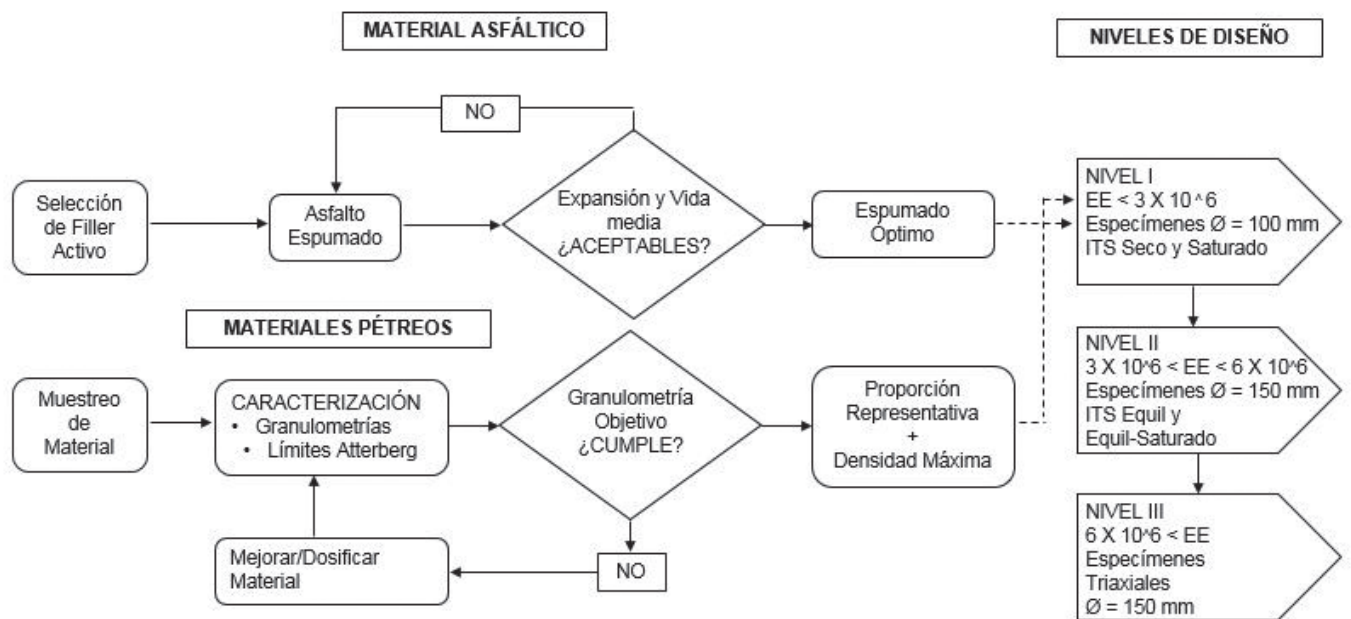 MATERIAL ASFÁLTICO
NIVELES DE DISEÑO
NO
Selección
de Filler
Activo
Asfalto
Espumado
Expansión y Vida
media
¿ACEPTABLES?
Espumado
Óptimo
NIVEL I
EE < 3 X 10^6
Especímenes Ø = 100 mm
ITS Seco y Saturado
MATERIALES PÉTREOS
Muestreo
de
Material
CARACTERIZACIÓN
• Granulometrías
• Límites Atterberg
Granulometría
Objetivo
¿CUMPLE?
Proporción
Representativa
+
Densidad Máxima
NIVEL II
3 X 10^6 < EE < 6 X 10^6
Especímenes Ø = 150 mm
ITS Equil y
Equil-Saturado
Mejorar/Dosificar
Material
NO
NIVEL III
6 X 10^6 < EE
Especímenes
Triaxiales
Ø = 150 mm